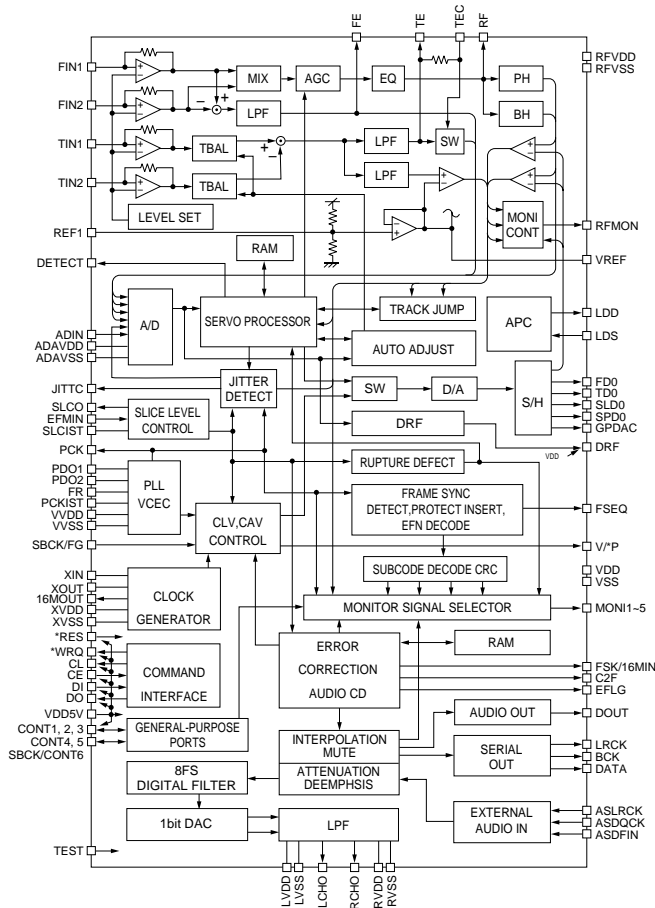 FE
TE
TEC
RF
FIN1
FIN2
TIN1
TIN2
REF1
DETECT
ADIN
ADAVDD
ADAVSS
JITTC
SLCO
EFMIN
SLCIST
PCK
PDO1
PDO2
FR
PCKIST
VVDD
VVSS
SBCK/FG
XIN
XOUT
16MOUT
XVDD
XVSS
*RES
*WRQ
CL
CE
DI
DO
VDD5V
CONT1, 2, 3
CONT4, 5
SBCK/CONT6
TEST
MIX
AGC
EQ
PH
LPF
BH
TBAL
LPF
SW
TBAL
LPF
LEVEL SET
MONI
CONT
RAM
A/D
SERVO PROCESSOR
TRACK JUMP
APC
AUTO ADJUST
JITTER
DETECT
SW
D/A
S/H
SLICE LEVEL
CONTROL
DRF
VDD
RUPTURE DEFECT
PLL
VCEC
FRAME SYNC
DETECT,PROTECT INSERT,
EFN DECODE
CLV,CAV
CONTROL
SUBCODE DECODE CRC
CLOCK
GENERATOR
MONITOR SIGNAL SELECTOR
ERROR
CORRECTION
AUDIO CD
RAM
COMMAND
INTERFACE
GENERAL-PURPOSE
PORTS
AUDIO OUT
INTERPOLATION
MUTE
SERIAL
OUT
8FS
DIGITAL FILTER
ATTENUATION
DEEMPHSIS
1bit DAC
LPF
EXTERNAL
AUDIO IN
RFVDD
RFVSS
RFMON
VREF
LDD
LDS
FD0
TD0
SLD0
SPD0
GPDAC
DRF
FSEQ
V/*P
VDD
VSS
MONI1~5
FSK/16MIN
C2F
EFLG
DOUT
LRCK
BCK
DATA
ASLRCK
ASDQCK
ASDFIN
LVDD
LVSS
LCHO
RCHO
RVDD
RVSS